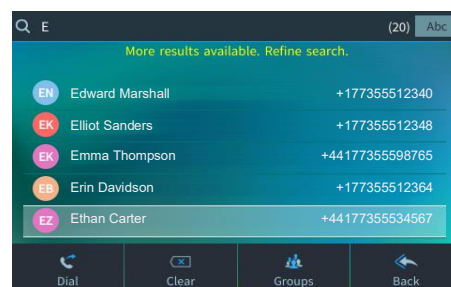 E (20) Abc
More results available. Refine search.
EN Edward Marshall +177355512340
EK Elliot Sanders +177355512348
EK Emma Thompson +44177355598765
EB Erin Davidson +177355512364
EZ Ethan Carter +44177355534567
Dial Clear Groups Back